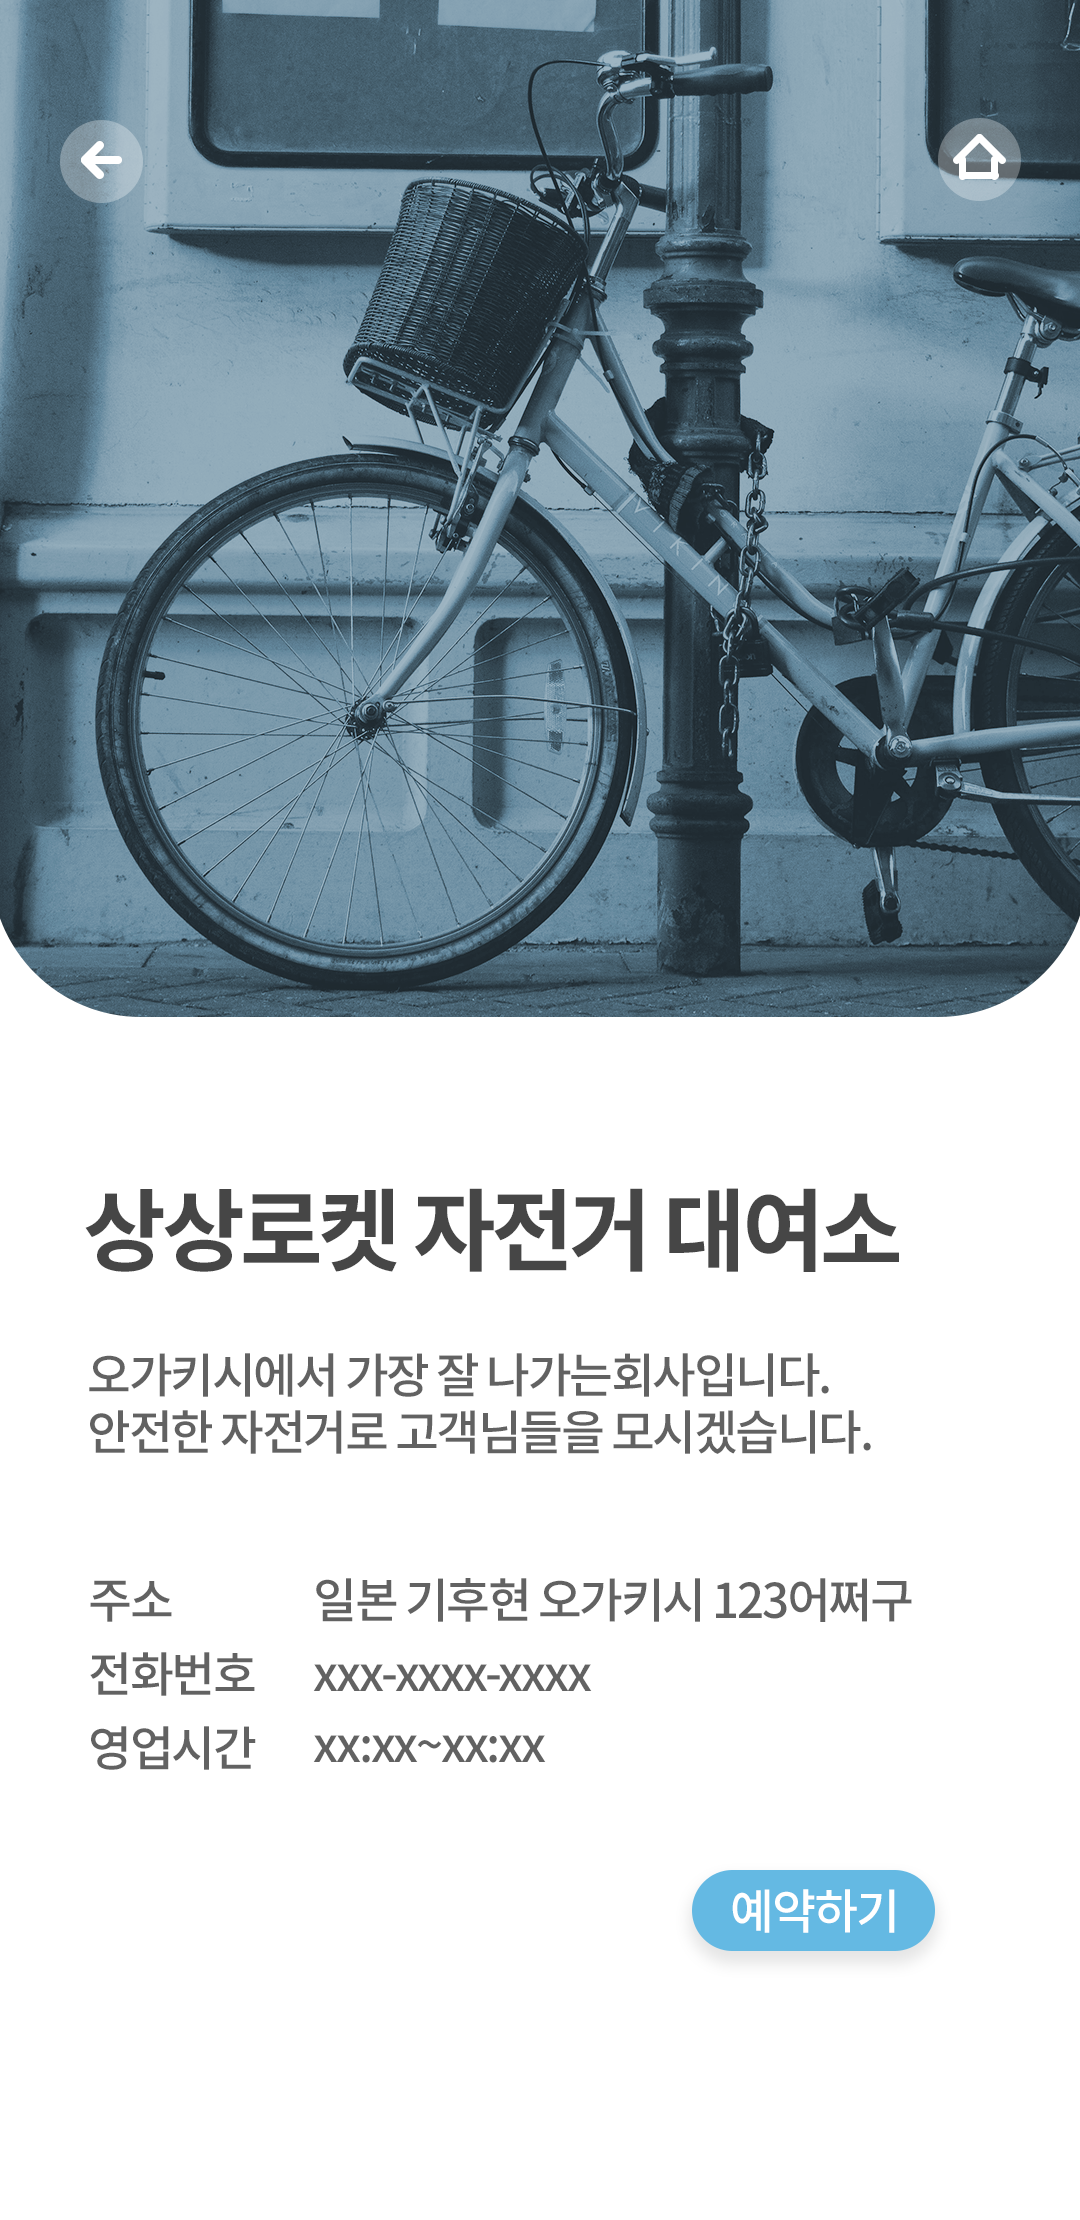 VIKIN
상상로켓 자전거 대여소
오가키시에서 가장 잘 나가는회사입니다.
안전한 자전거로 고객님들을 모시겠습니다.
주소 일본 기후현 오가키시 123어쩌구
전화번호 xxx-xxxx-xxxx
영업시간 xx:xx~xx:xx
예약하기